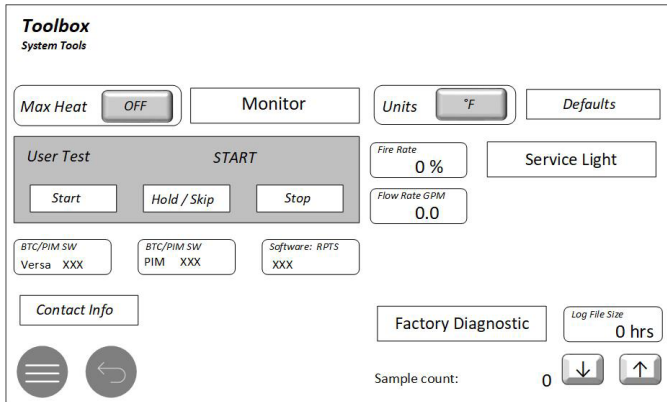 Toolbox
System Tools
Max Heat OFF Monitor Units °F Defaults
User Test START
Start Hold / Skip Stop
Fire Rate
0 %
Service Light
Flow Rate GPM
0.0
BTC/PIM SW
Versa XXX
BTC/PIM SW
PIM XXX
Software: RPTS
XXX
Contact Info
Factory Diagnostic
Log File Size
0 hrs
Sample count: 0